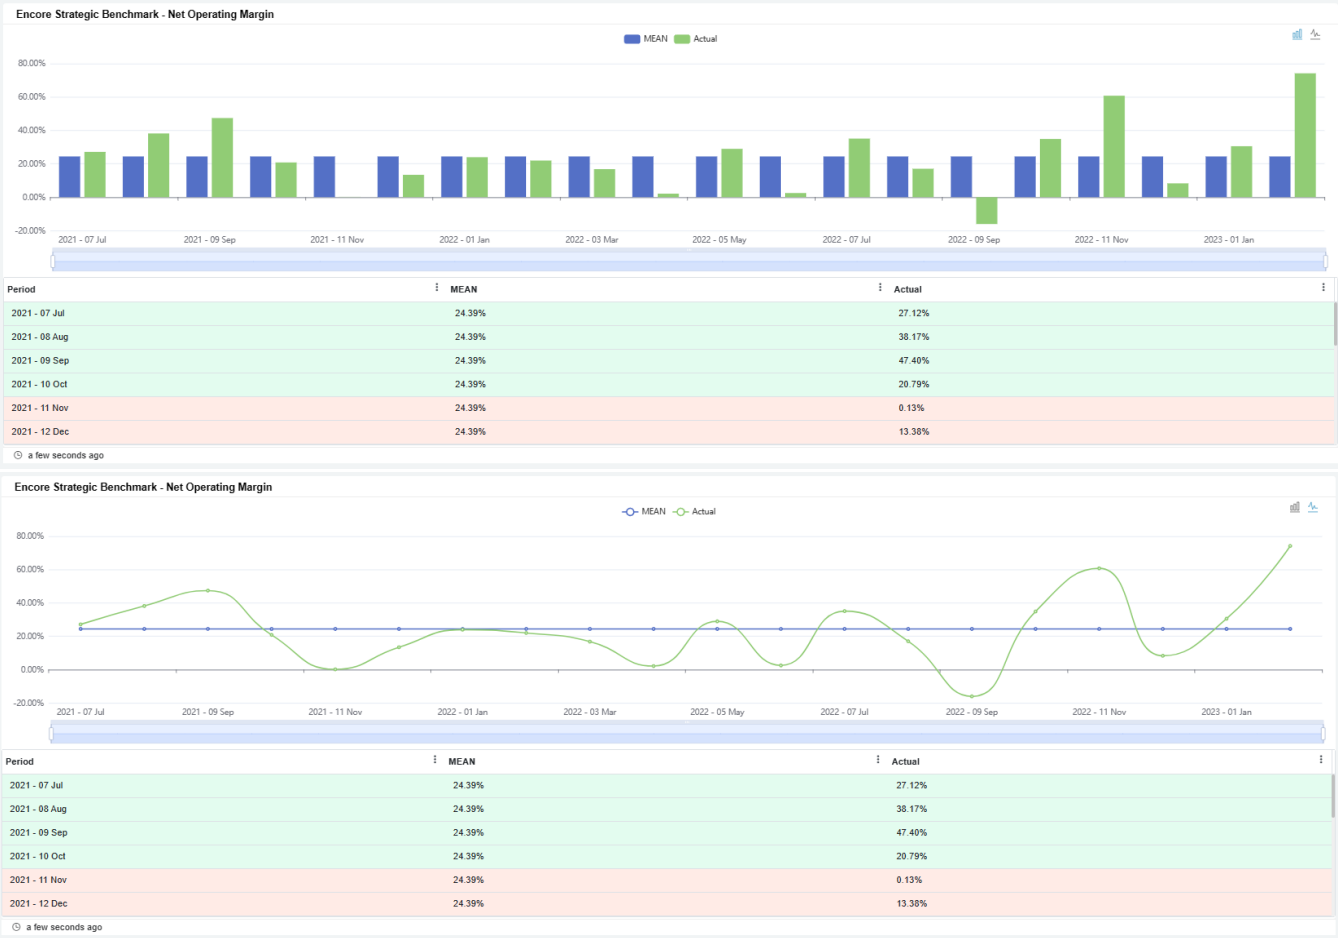 Encore Strategic Benchmark - Net Operating Margin
MEAN Actual
80.00%
60.00%
40.00%
20.00%
0.00%
-20.00%
2021 - 07 Jul 2021 - 09 Sep 2021 - 11 Nov 2022 - 01 Jan 2022 - 03 Mar 2022 - 05 May 2022 - 07 Jul 2022 - 09 Sep 2022 - 11 Nov 2023 - 01 Jan
Period MEAN Actual
2021 - 07 Jul 24.39% 27.12%
2021 - 08 Aug 24.39% 38.17%
2021 - 09 Sep 24.39% 47.40%
2021 - 10 Oct 24.39% 20.79%
2021 - 11 Nov 24.39% 0.13%
2021 - 12 Dec 24.39% 13.38%
a few seconds ago
Encore Strategic Benchmark - Net Operating Margin
MEAN Actual
80.00%
60.00%
40.00%
20.00%
0.00%
-20.00%
2021 - 07 Jul 2021 - 09 Sep 2021 - 11 Nov 2022 - 01 Jan 2022 - 03 Mar 2022 - 05 May 2022 - 07 Jul 2022 - 09 Sep 2022 - 11 Nov 2023 - 01 Jan
Period MEAN Actual
2021 - 07 Jul 24.39% 27.12%
2021 - 08 Aug 24.39% 38.17%
2021 - 09 Sep 24.39% 47.40%
2021 - 10 Oct 24.39% 20.79%
2021 - 11 Nov 24.39% 0.13%
2021 - 12 Dec 24.39% 13.38%
a few seconds ago